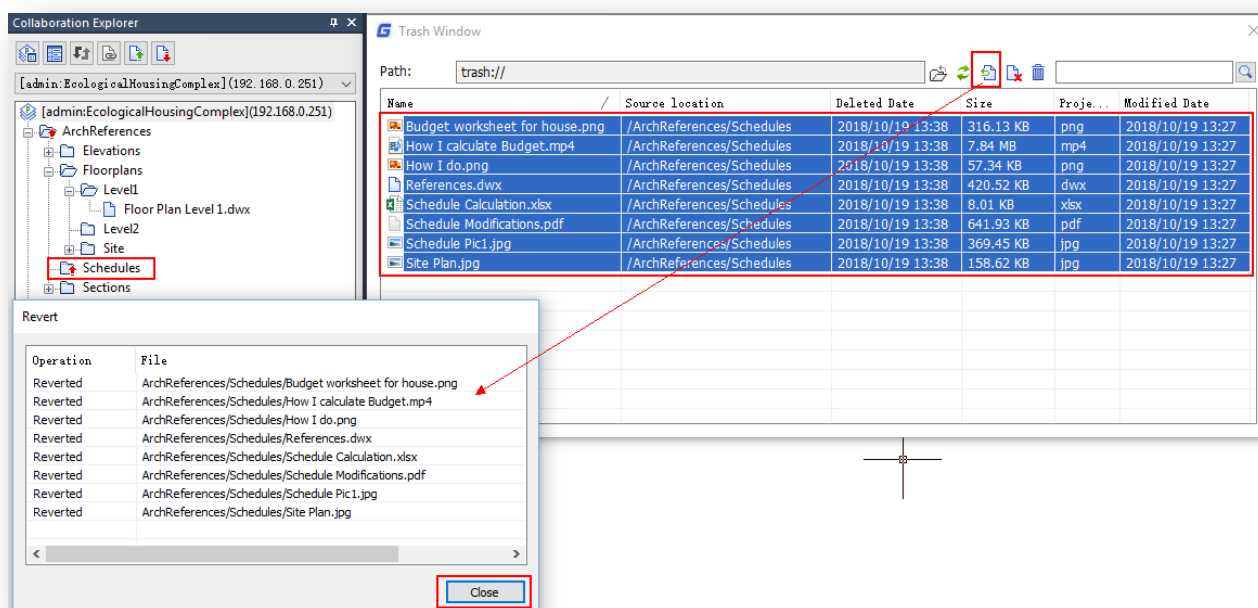 Collaboration Explorer
[admin:EcologicalHousingComplex](192.168.0.251)
[admin:EcologicalHousingComplex](192.168.0.251)
ArchReferences
Elevations
Floorplans
Level1
Floor Plan Level 1.dwx
Level2
Site
Schedules
Sections
Trash Window
Path: trash://
Name / Source location Deleted Date Size Proje... Modified Date
Budget worksheet for house.png /ArchReferences/Schedules 2018/10/19 13:38 316.13 KB png 2018/10/19 13:27
How I calculate Budget.mp4 /ArchReferences/Schedules 2018/10/19 13:38 7.84 MB mp4 2018/10/19 13:27
How I do.png /ArchReferences/Schedules 2018/10/19 13:38 57.34 KB png 2018/10/19 13:27
References.dwx /ArchReferences/Schedules 2018/10/19 13:38 420.52 KB dwx 2018/10/19 13:27
Schedule Calculation.xlsx /ArchReferences/Schedules 2018/10/19 13:38 8.01 KB xlsx 2018/10/19 13:27
Schedule Modifications.pdf /ArchReferences/Schedules 2018/10/19 13:38 641.93 KB pdf 2018/10/19 13:27
Schedule Pic1.jpg /ArchReferences/Schedules 2018/10/19 13:38 369.45 KB jpg 2018/10/19 13:27
Site Plan.jpg /ArchReferences/Schedules 2018/10/19 13:38 158.62 KB jpg 2018/10/19 13:27
Revert
Operation File
Reverted ArchReferences/Schedules/Budget worksheet for house.png
Reverted ArchReferences/Schedules/How I calculate Budget.mp4
Reverted ArchReferences/Schedules/How I do.png
Reverted ArchReferences/Schedules/References.dwx
Reverted ArchReferences/Schedules/Schedule Calculation.xlsx
Reverted ArchReferences/Schedules/Schedule Modifications.pdf
Reverted ArchReferences/Schedules/Schedule Pic1.jpg
Reverted ArchReferences/Schedules/Site Plan.jpg
Close